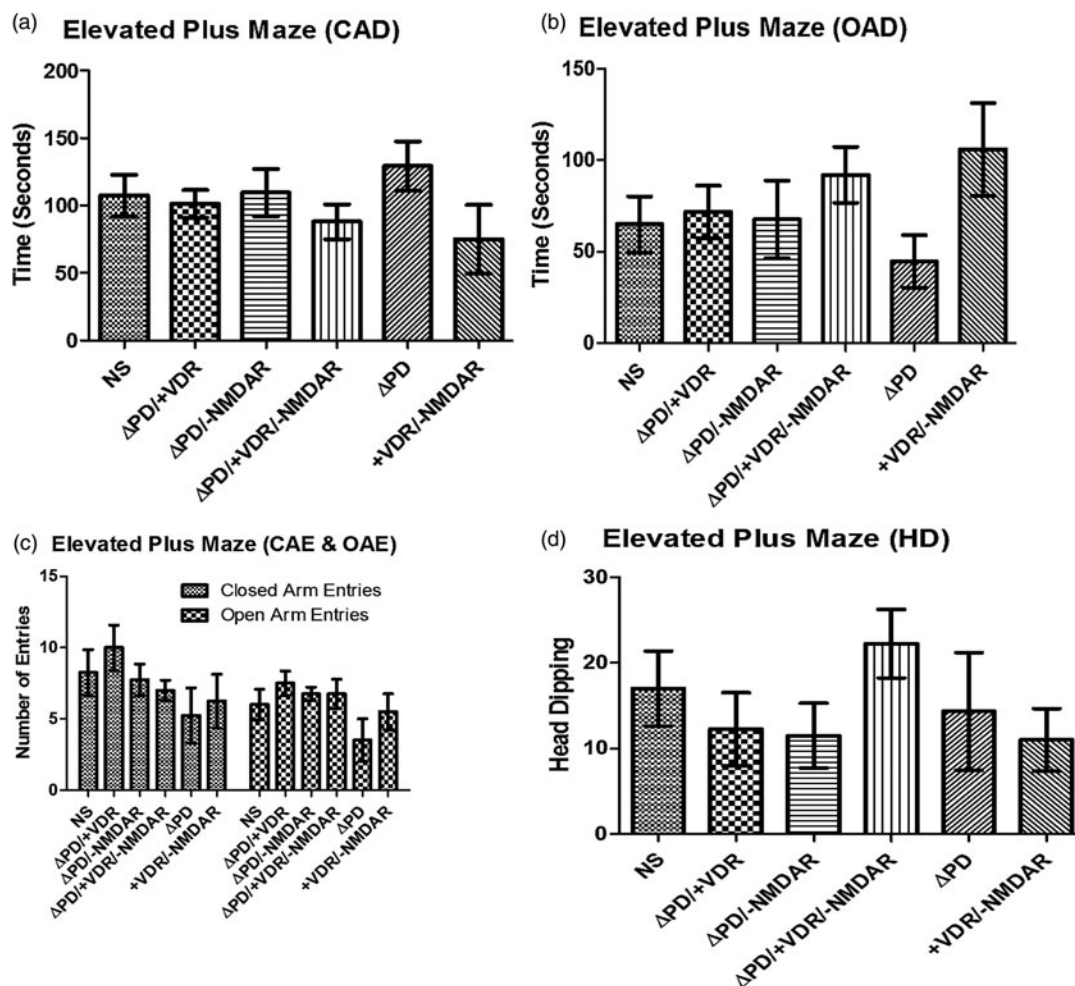 (a) Elevated Plus Maze (CAD)
Time (Seconds)
200
150
100
50
0
NS
ΔPD/+VDR
ΔPD/-NMDAR
ΔPD/+VDR/-NMDAR
ΔPD
+VDR/-NMDAR
(b) Elevated Plus Maze (OAD)
Time (Seconds)
150
100
50
0
NS
ΔPD/+VDR
ΔPD/-NMDAR
ΔPD/+VDR/-NMDAR
ΔPD
+VDR/-NMDAR
(c) Elevated Plus Maze (CAE & OAE)
Number of Entries
15
10
5
0
Closed Arm Entries
Open Arm Entries
NS
ΔPD/+VDR
ΔPD/-NMDAR
ΔPD/+VDR/-NMDAR
ΔPD
+VDR/-NMDAR
NS
ΔPD/+VDR
ΔPD/-NMDAR
ΔPD/+VDR/-NMDAR
ΔPD
+VDR/-NMDAR
(d) Elevated Plus Maze (HD)
Head Dipping
30
20
10
0
NS
ΔPD/+VDR
ΔPD/-NMDAR
ΔPD/+VDR/-NMDAR
ΔPD
+VDR/-NMDAR